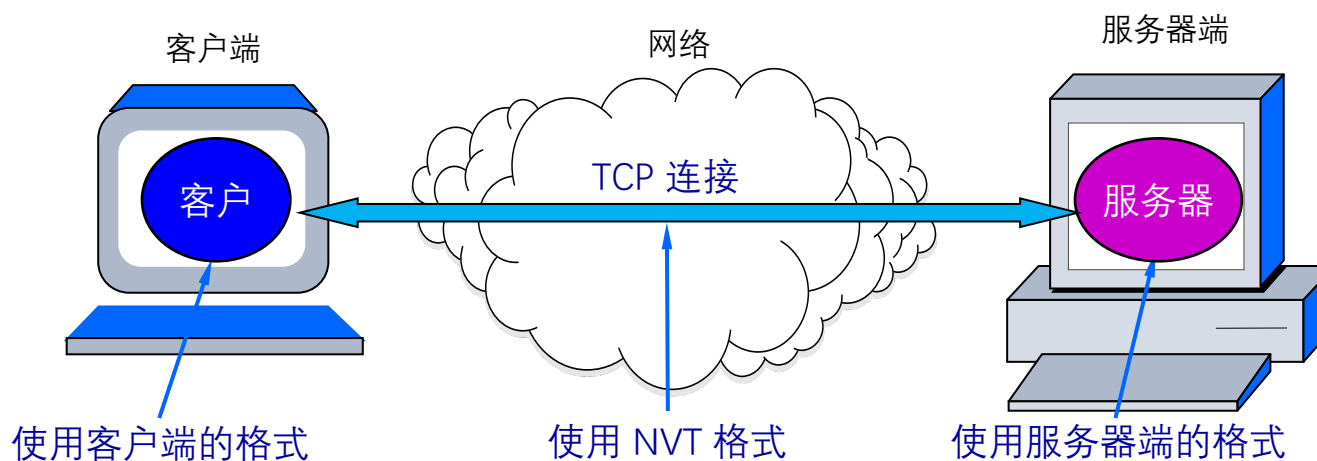 客户端
网络
服务器端
TCP 连接
客户
服务器
使用客户端的格式
使用 NVT 格式
使用服务器端的格式